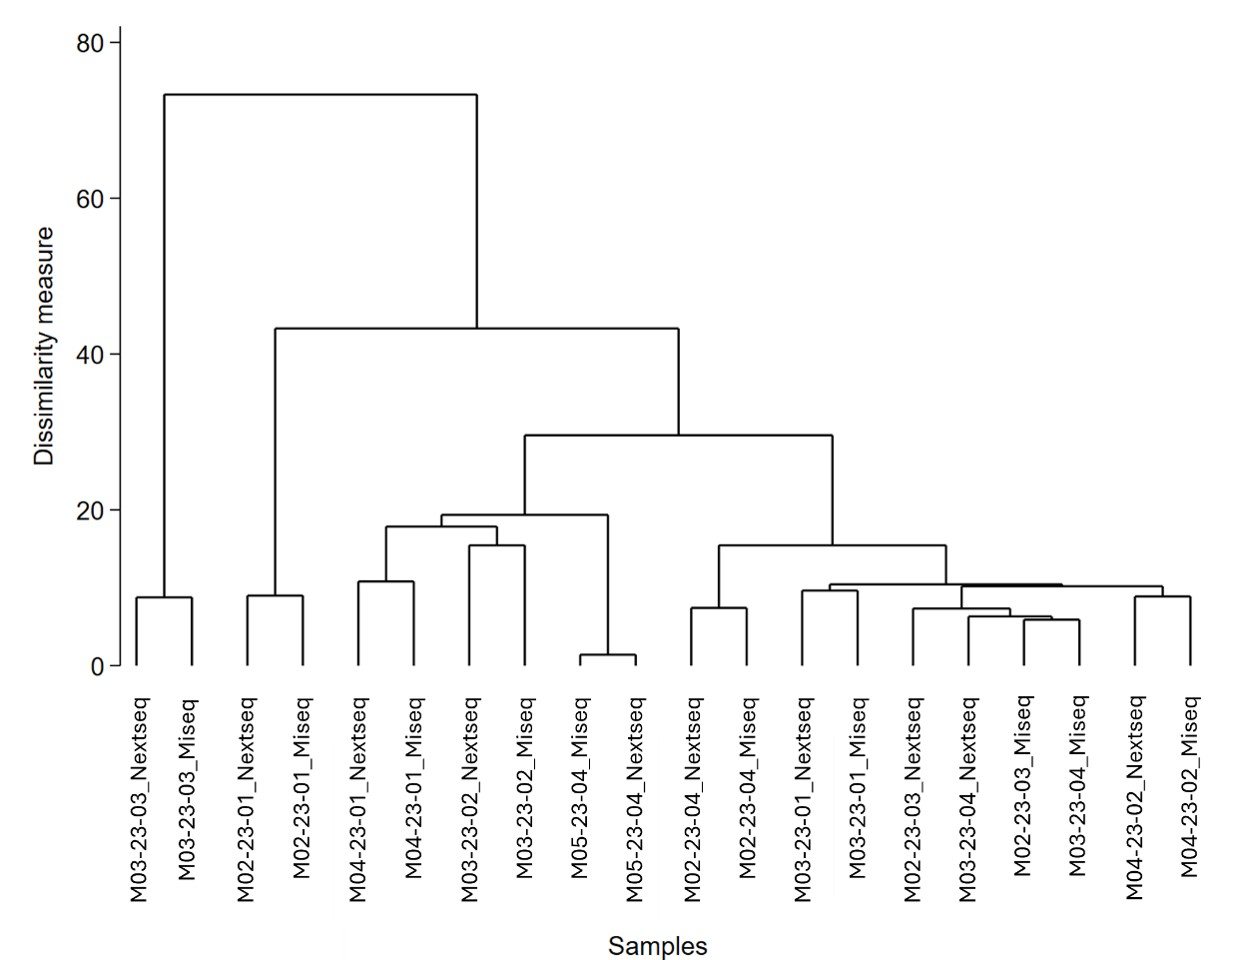 80
60
40
20
0
Dissimilarity measure
M03-23-03_Nextseq
M03-23-03_Miseq
M02-23-01_Nextseq
M02-23-01_Miseq
M04-23-01_Nextseq
M04-23-01_Miseq
M03-23-02_Nextseq
M03-23-02_Miseq
M05-23-04_Miseq
M05-23-04_Nextseq
M02-23-04_Nextseq
M02-23-04_Miseq
M03-23-01_Nextseq
M03-23-01_Miseq
M02-23-03_Nextseq
M03-23-04_Nextseq
M02-23-03_Miseq
M03-23-04_Miseq
M04-23-02_Nextseq
M04-23-02_Miseq
Samples